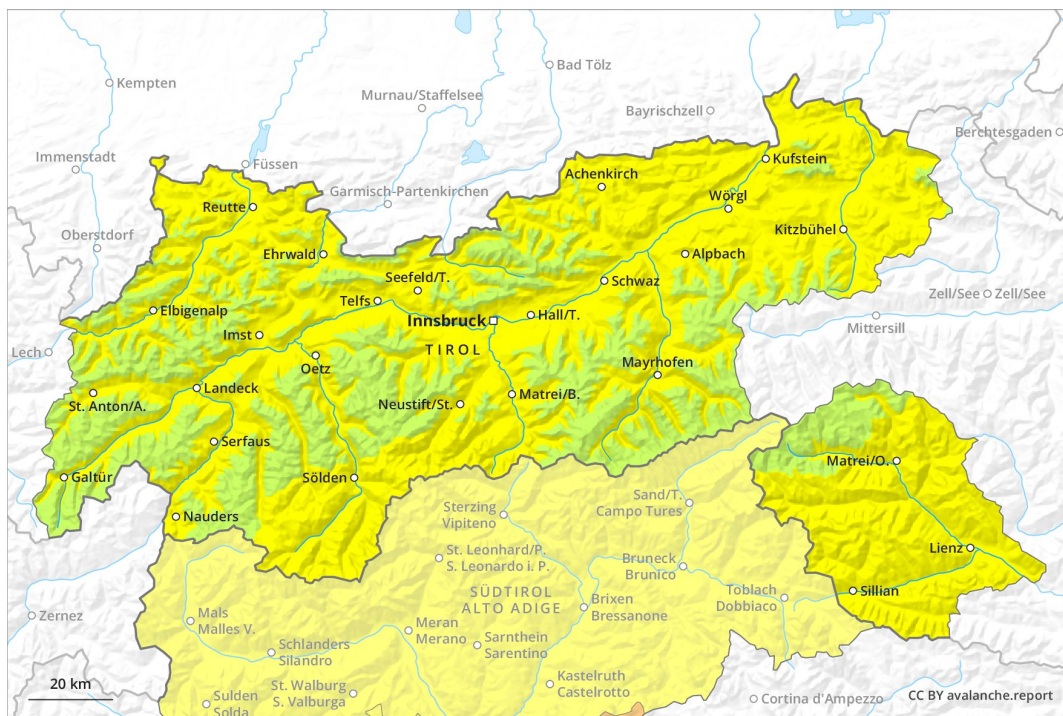 Kempten
Bad Tölz
Murnau/Staffelsee
Bayrischzell
Berchtesgaden
Immenstadt
Füssen
Kufstein
Garmisch-Partenkirchen
Achenkirch
Wörgl
Reutte
Oberstdorf
Kitzbühel
Ehrwald
Alpbach
Seefeld/T.
Schwaz
Zell/See
Zell/See
Telfs
Elbigenalp
Innsbruck
Hall/T.
Mittersill
Imst
Lech
TIROL
Oetz
Mayrhofen
Landeck
St. Anton/A.
Neustift/St.
Matrei/B.
Serfaus
Matrei/O.
Galtür
Sölden
Sand/T.
Campo Tures
Sterzing
Vipiteno
Nauders
Lienz
St. Leonhard/P.
S. Leonardo i. P.
Bruneck
Brunico
Sillian
SÜDTIROL
ALTO ADIGE
Toblach
Dobbiaco
Brixen
Bressanone
Zernez
Mals
Malles V.
Meran
Merano
Sarnthein
Sarentino
Schlanders
Silandro
20 km
St. Walburg
S. Valburga
Kastelruth
Castelrotto
Sulden
Solda
Cortina d'Ampezzo
CC BY avalanche.report